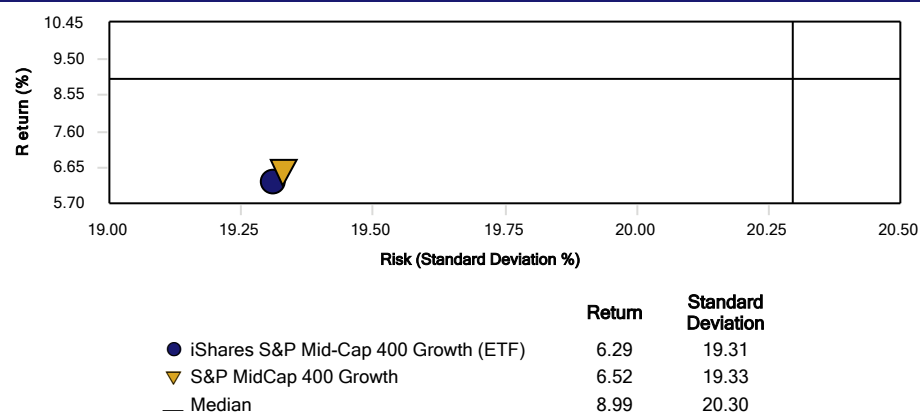 10.45
9.50
8.55
7.60
6.65
5.70
Return (%)
19.00 19.25 19.50 19.75 20.00 20.25 20.50
Risk (Standard Deviation %)
Return Standard Deviation
iShares S&P Mid-Cap 400 Growth (ETF) 6.29 19.31
S&P MidCap 400 Growth 6.52 19.33
Median 8.99 20.30